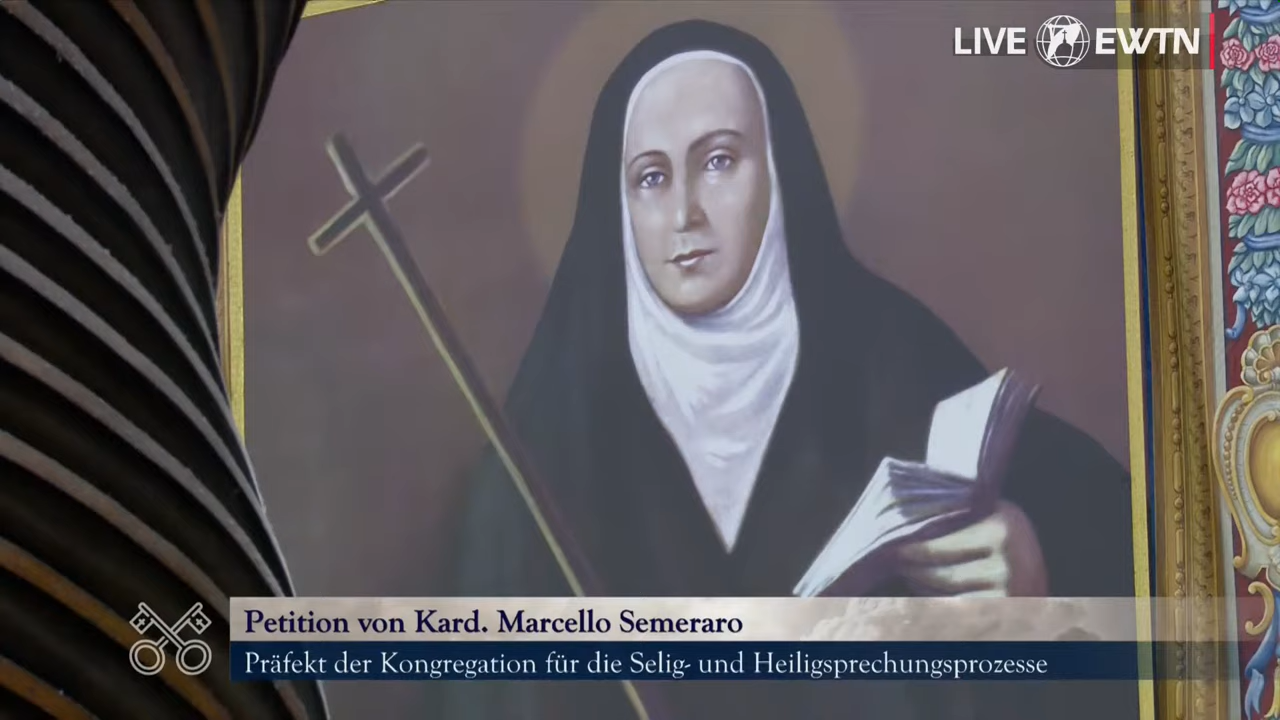 LIVE EWTN
Petition von Kard. Marcello Semeraro
Präfekt der Kongregation für die Selig- und Heiligsprechungsprozesse